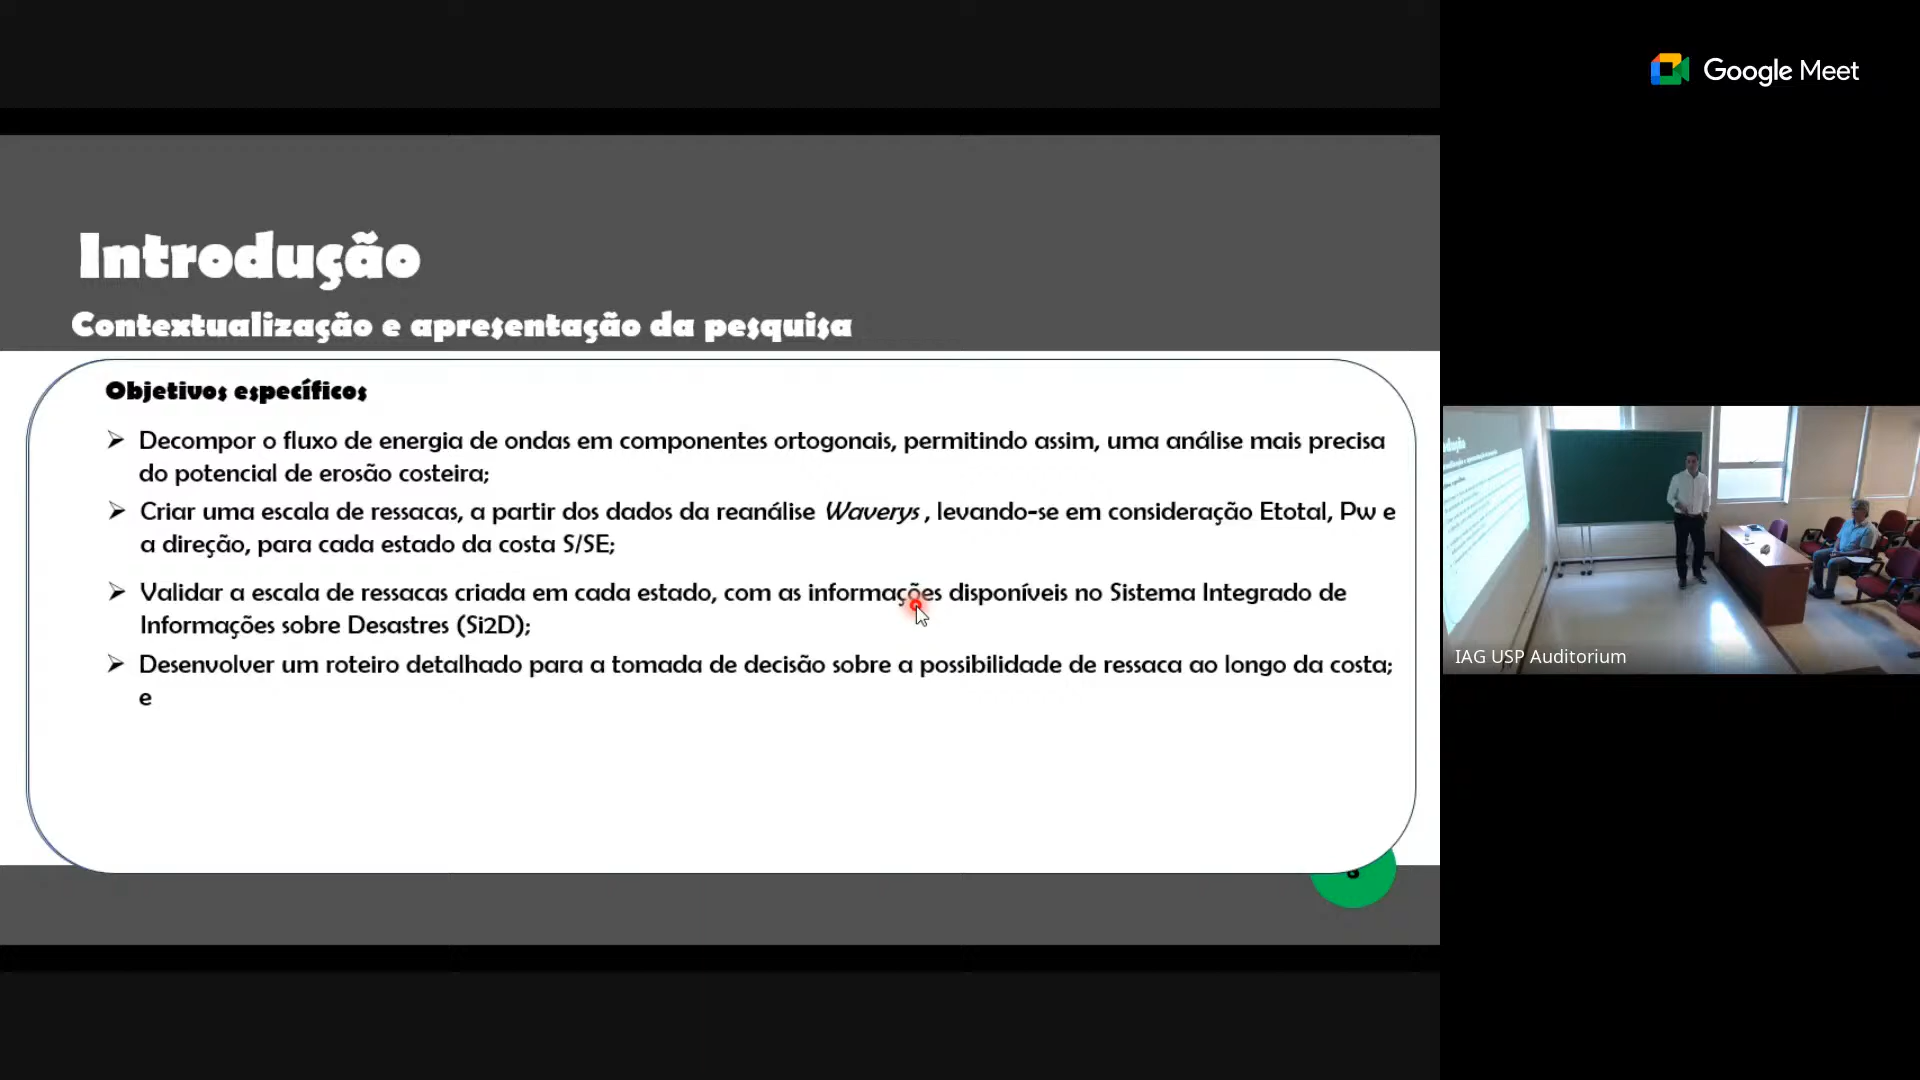 Google Meet
Introdução
Contextualização e apresentação da pesquisa
Objetivos específicos
➢ Decompor o fluxo de energia de ondas em componentes ortogonais, permitindo assim, uma análise mais precisa
do potencial de erosão costeira;
➢ Criar uma escala de ressacas, a partir dos dados da reanálise Waverys , levando-se em consideração Etotal, Pw e
a direção, para cada estado da costa S/SE;
➢ Validar a escala de ressacas criada em cada estado, com as informações disponíveis no Sistema Integrado de
Informações sobre Desastres (Si2D);
➢ Desenvolver um roteiro detalhado para a tomada de decisão sobre a possibilidade de ressaca ao longo da costa;
e
IAG USP Auditorium